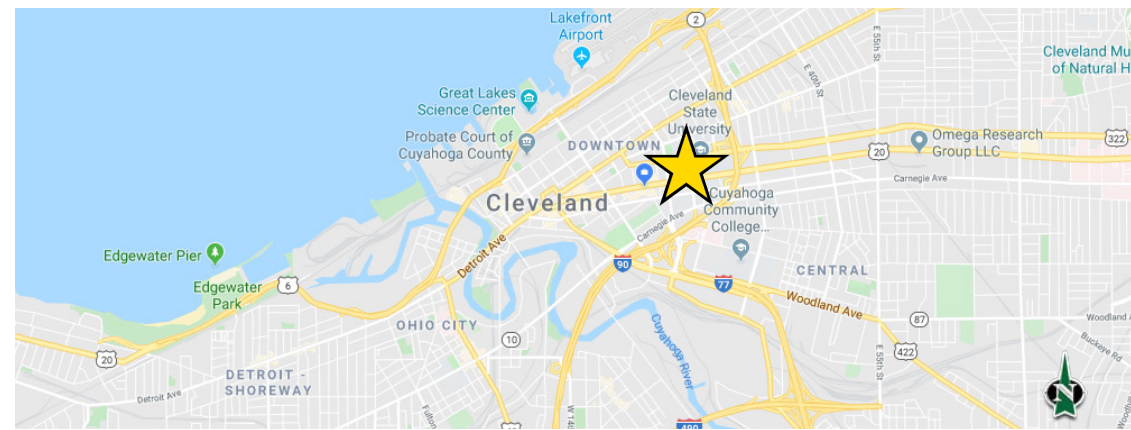 Lakefront
Airport
2
E 55th St
Cleveland Mu
of Natural H
E 40th St
Great Lakes
Science Center
Cleveland
State
University
Probate Court of
Cuyahoga County
DOWNTOWN
Omega Research
Group LLC
322
20
Carnegie Ave
Cleveland
Cuyahoga
Community
College...
Carnegie Ave
Edgewater Pier
Detroit Ave
90
CENTRAL
77
Edgewater
Park
6
Woodland Ave
87
Woodland A
OHIO CITY
10
Cuyahoga River
Buckeye Rd
20
422
E 55th St
DETROIT -
SHOREWAY
Detroit Ave
N
Fulton
W 14th
490